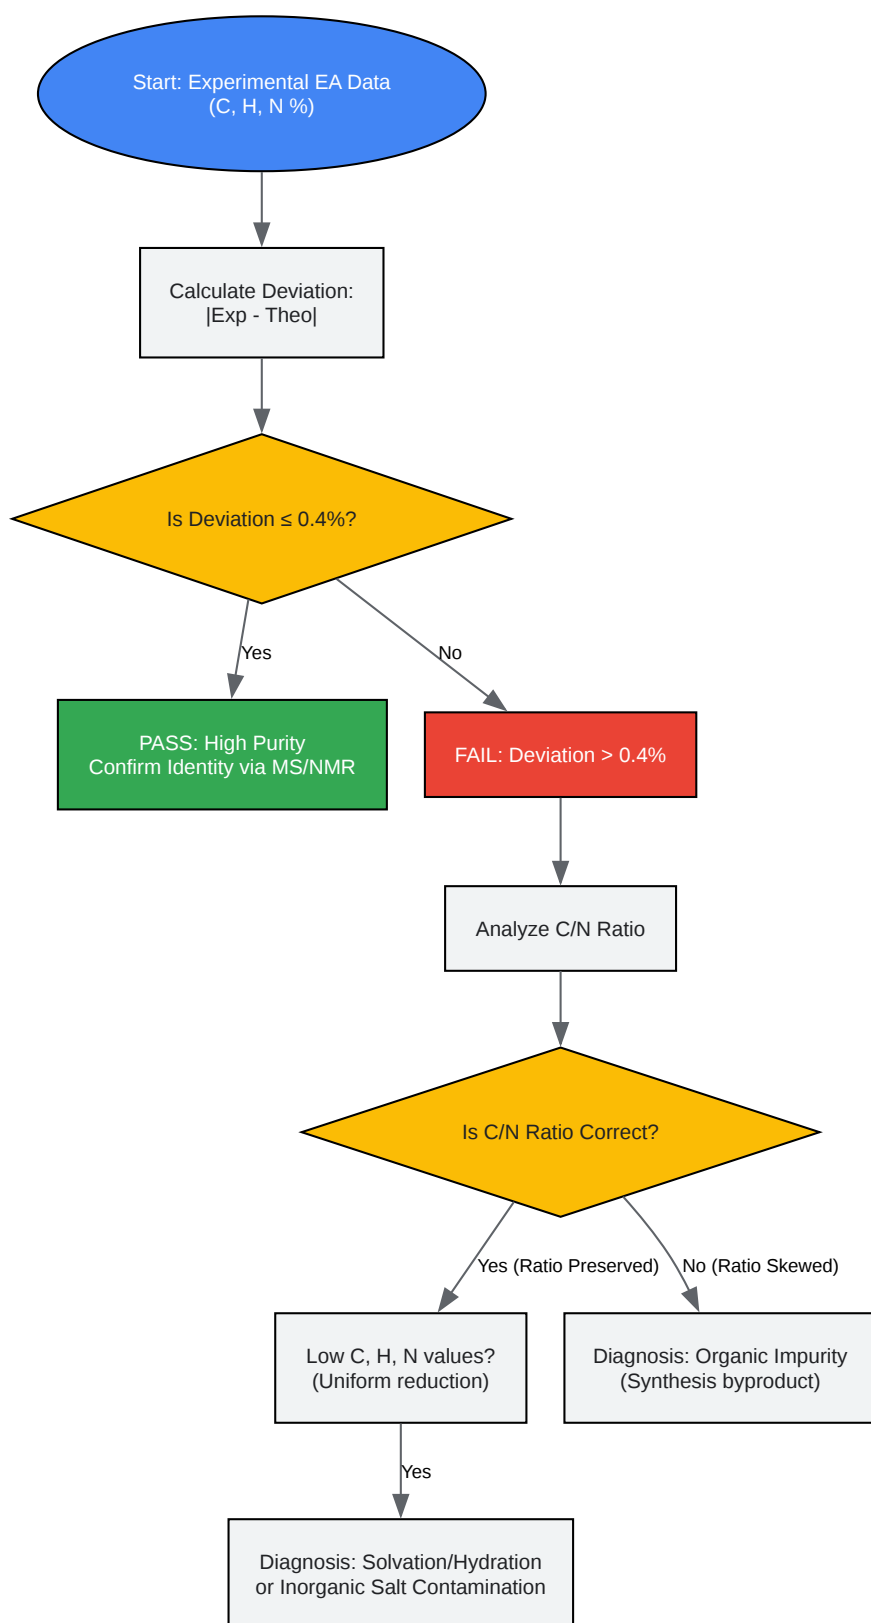 Start: Experimental EA Data
(C, H, N %)
Calculate Deviation:
|Exp - Theo|
Is Deviation ≤ 0.4%?
Yes
No
PASS: High Purity
Confirm Identity via MS/NMR
FAIL: Deviation > 0.4%
Analyze C/N Ratio
Is C/N Ratio Correct?
Yes (Ratio Preserved)
No (Ratio Skewed)
Low C, H, N values?
(Uniform reduction)
Diagnosis: Organic Impurity
(Synthesis byproduct)
Yes
Diagnosis: Solvation/Hydration
or Inorganic Salt Contamination